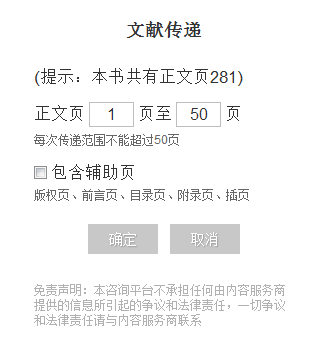 文献传递
(提示：本书共有正文页281)
正文页 1 页至 50 页
每次传递范围不能超过50页
包含辅助页
版权页、前言页、目录页、附录页、插页
确定 取消
免责声明：本咨询平台不承担任何由内容服务商
提供的信息所引起的争议和法律责任，一切争议
和法律责任请与内容服务商联系